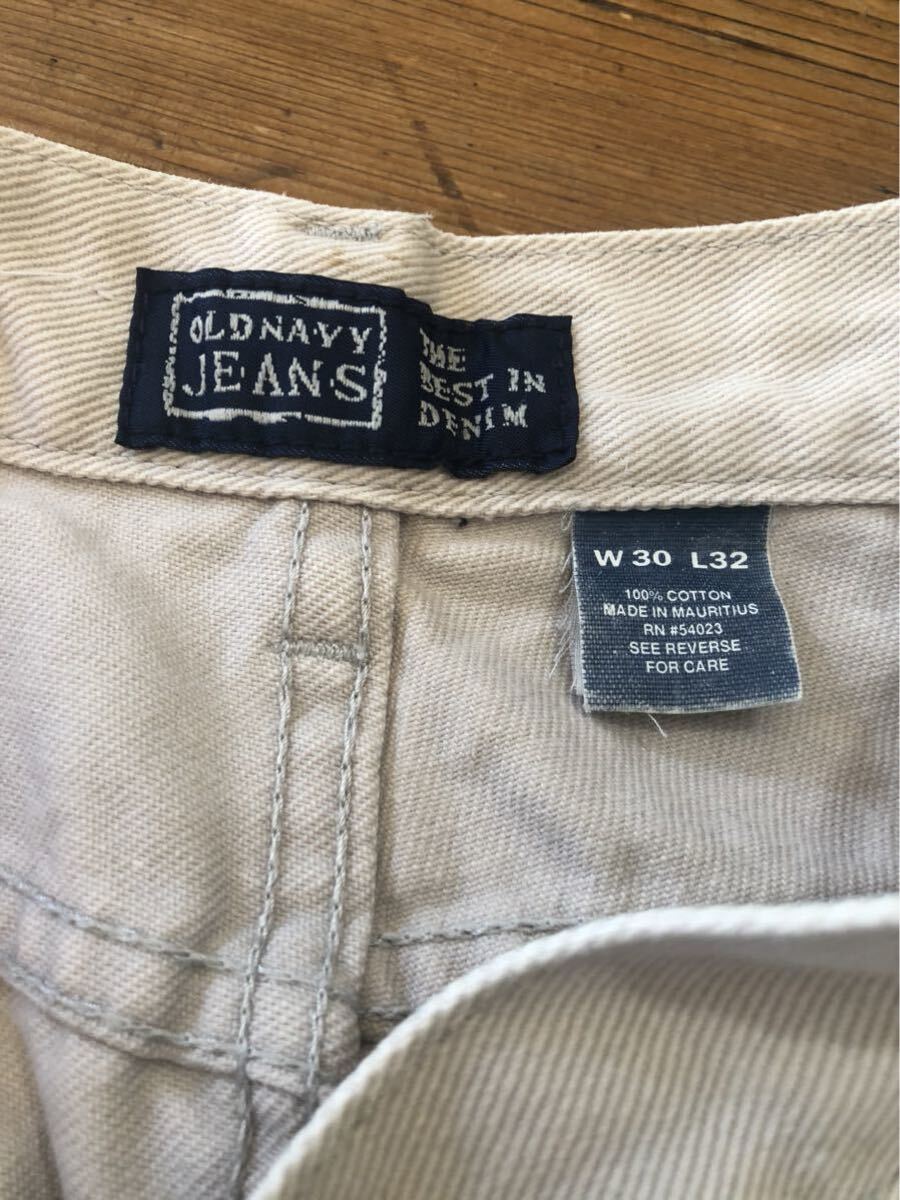 OLD NAVY
JEANS
THE
BEST IN
DENIM
W 30 L32
100% COTTON
MADE IN MAURITIUS
RN #54023
SEE REVERSE
FOR CARE